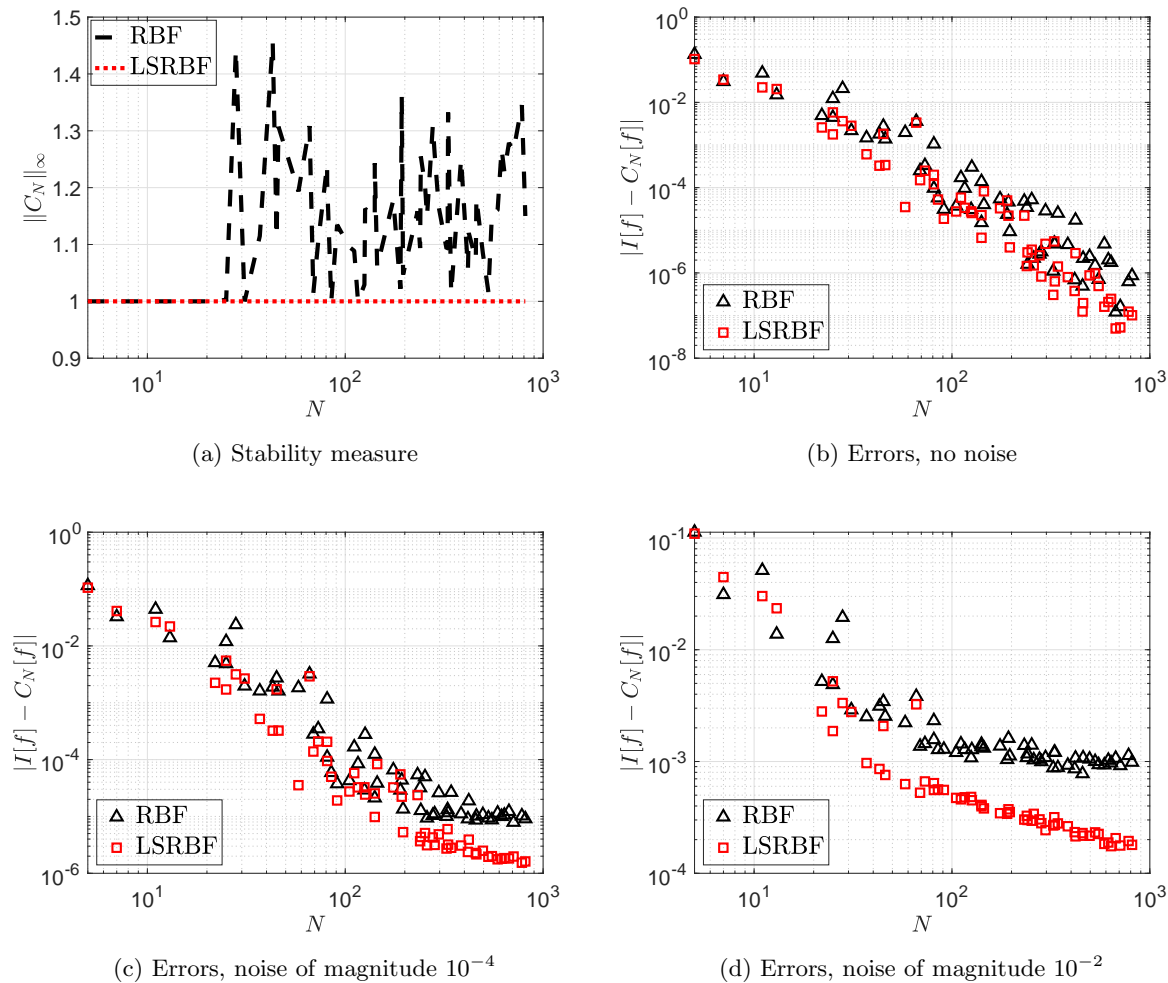 1.5
1.4
1.3
1.2
1.1
1
0.9
‖C_N‖_∞
RBF
LSRBF
10^1
10^2
10^3
N
(a) Stability measure
10^0
10^-2
10^-4
10^-6
10^-8
|I[f] − C_N[f]|
RBF
LSRBF
10^1
10^2
10^3
N
(b) Errors, no noise
10^0
10^-2
10^-4
10^-6
|I[f] − C_N[f]|
RBF
LSRBF
10^1
10^2
10^3
N
(c) Errors, noise of magnitude 10^−4
10^-1
10^-2
10^-3
10^-4
|I[f] − C_N[f]|
RBF
LSRBF
10^1
10^2
10^3
N
(d) Errors, noise of magnitude 10^−2